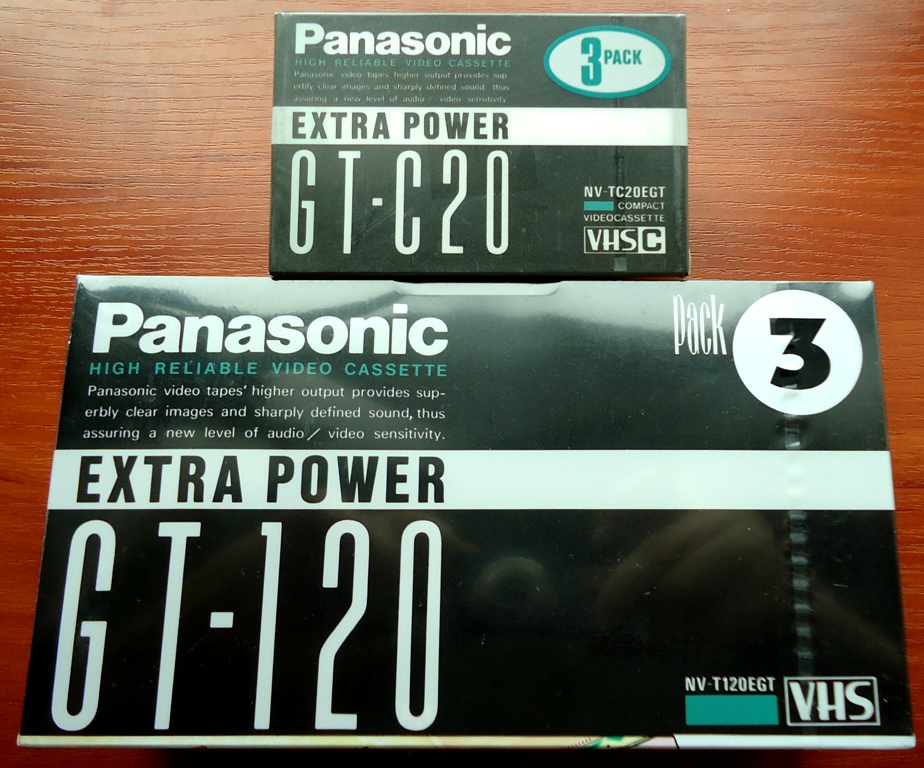 Panasonic
HIGH RELIABLE VIDEO CASSETTE
Panasonic video tapes higher output provides sup-
erbly clear images and sharply defined sound, thus
assuring a new level of audio / video sensitivity.
3 PACK
EXTRA POWER
GT-C20
NV-TC20EGT
COMPACT
VIDEOCASSETTE
VHS C
Panasonic
HIGH RELIABLE VIDEO CASSETTE
Panasonic video tapes' higher output provides sup-
erbly clear images and sharply defined sound, thus
assuring a new level of audio / video sensitivity.
Pack 3
EXTRA POWER
GT-120
NV-T120EGT
VHS